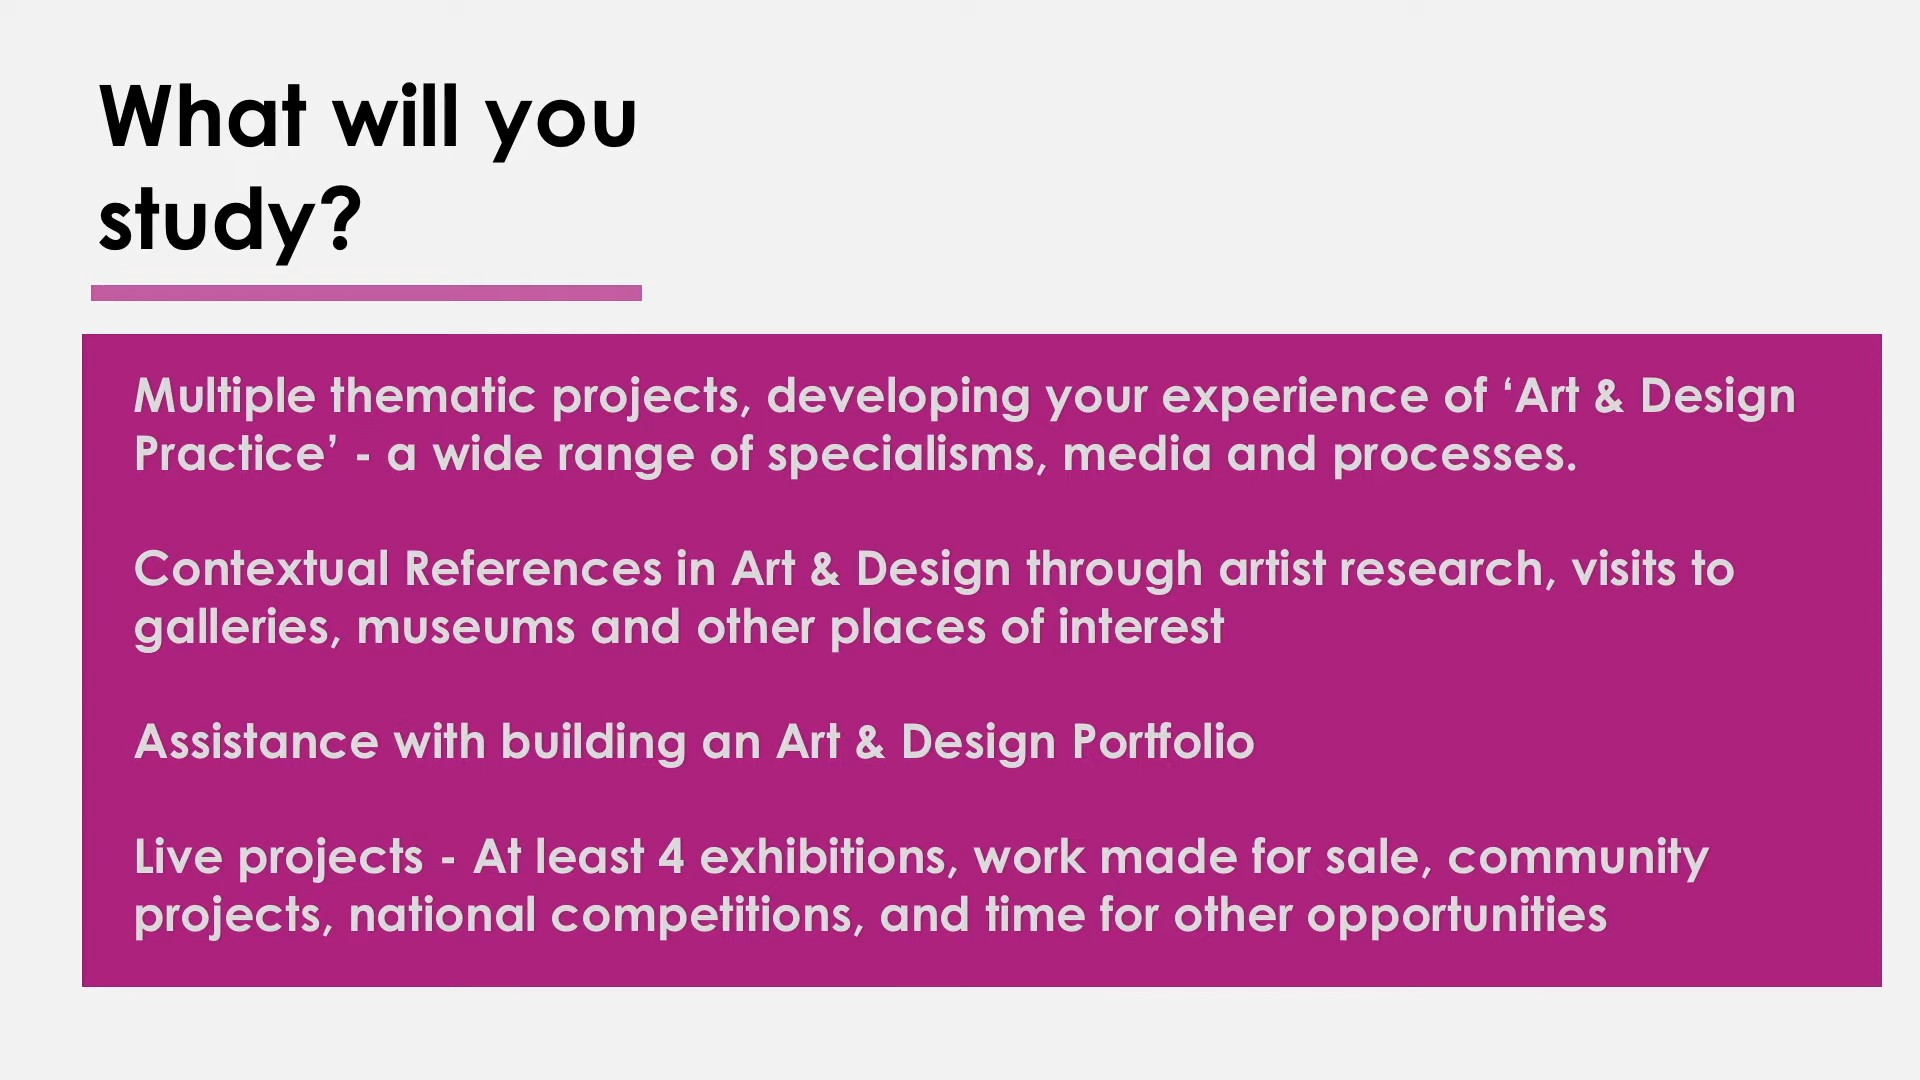 What will you
study?
Multiple thematic projects, developing your experience of ‘Art & Design
Practice’ - a wide range of specialisms, media and processes.
Contextual References in Art & Design through artist research, visits to
galleries, museums and other places of interest
Assistance with building an Art & Design Portfolio
Live projects - At least 4 exhibitions, work made for sale, community
projects, national competitions, and time for other opportunities